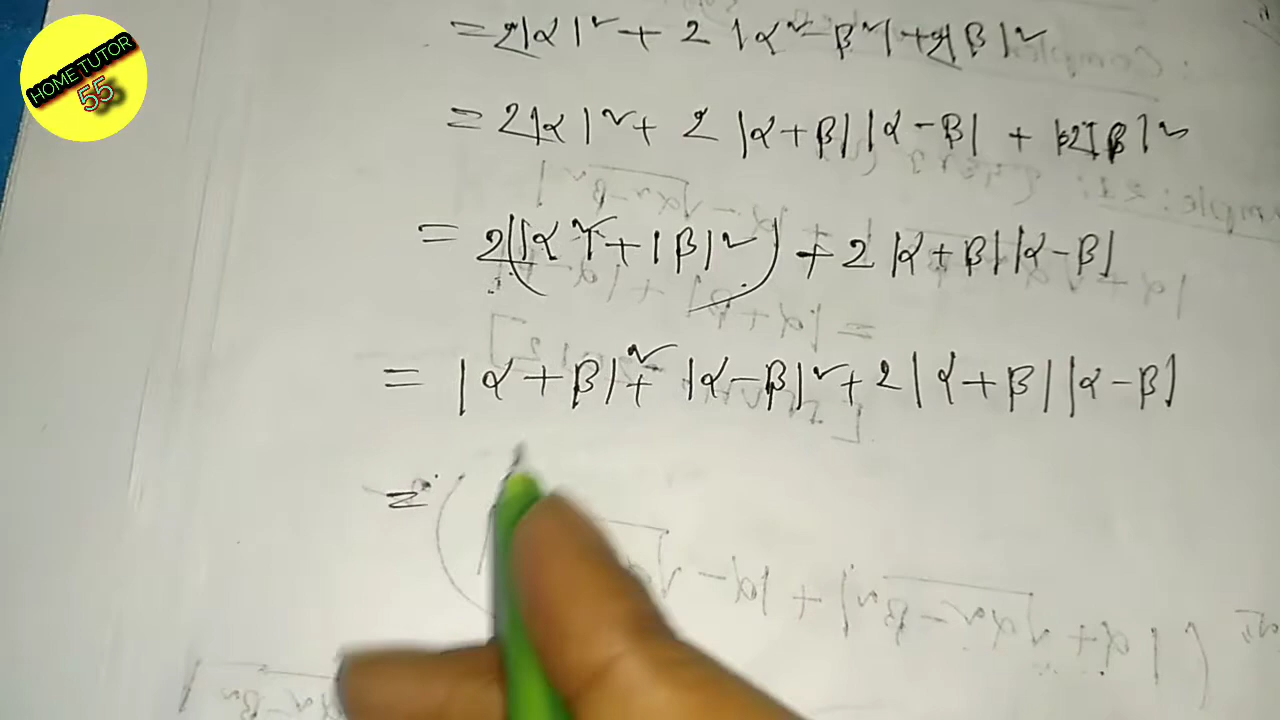 HOME TUTOR
55
= 2|α|² + 2|α² - β²| + 2|β|²
= 2|α|² + 2|α+β||α-β| + 2|β|²
= 2(|α|² + |β|²) + 2|α+β||α-β|
= |α+β|² + |α-β|² + 2|α+β||α-β|
= (